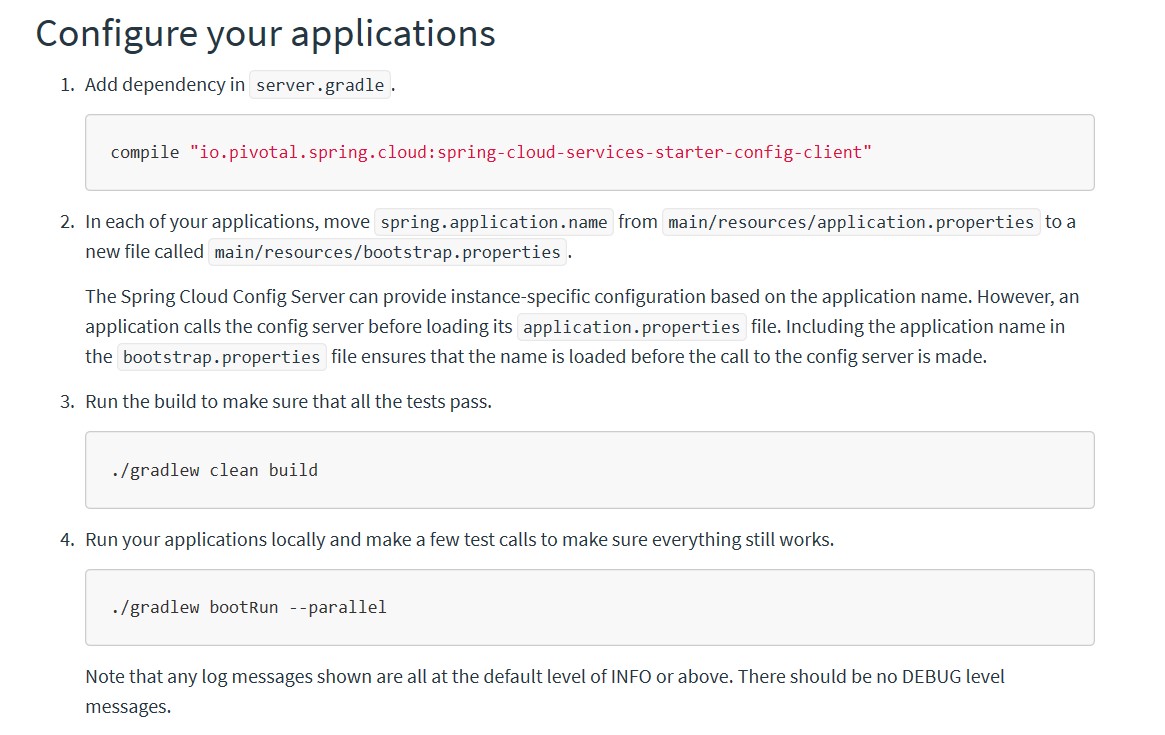 Configure your applications
1. Add dependency in server.gradle.
compile "io.pivotal.spring.cloud:spring-cloud-services-starter-config-client"
2. In each of your applications, move spring.application.name from main/resources/application.properties to a
new file called main/resources/bootstrap.properties.
The Spring Cloud Config Server can provide instance-specific configuration based on the application name. However, an
application calls the config server before loading its application.properties file. Including the application name in
the bootstrap.properties file ensures that the name is loaded before the call to the config server is made.
3. Run the build to make sure that all the tests pass.
./gradlew clean build
4. Run your applications locally and make a few test calls to make sure everything still works.
./gradlew bootRun --parallel
Note that any log messages shown are all at the default level of INFO or above. There should be no DEBUG level
messages.